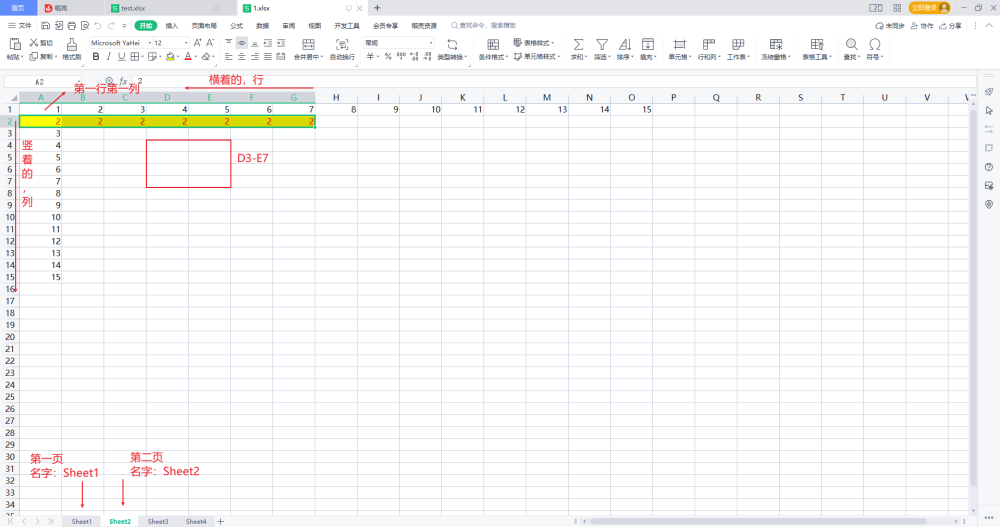 首页 稻壳 test.xlsx 1.xlsx 立即登录
文件 开始 插入 页面布局 公式 数据 审阅 视图 开发工具 会员专享 稻壳资源 查找命令、搜索模板 未同步 协作 分享
粘贴 剪切 复制 格式刷 Microsoft YaHei 12 A⁺ A⁻ B I U A 合并居中 自动换行 常规 ¥ % 类型转换 条件格式 表格样式 单元格样式 求和 筛选 排序 填充 单元格 行和列 工作表 冻结窗格 表格工具 查找 符号
A2 fx 2
横着的，行
第一行第一列
A B C D E F G H I J K L M N O P Q R S T U V
1 1 2 3 4 5 6 7 8 9 10 11 12 13 14 15
2 2 2 2 2 2 2 2
3 3
4 4
5 5
6 6
7 7
8 8
9 9
10 10
11 11
12 12
13 13
14 14
15 15
16
17
18
19
20
21
22
23
24
25
26
27
28
29
30
31
32
33
34
竖
着
的
，
列
D3-E7
第一页
名字：Sheet1
第二页
名字：Sheet2
Sheet1 Sheet2 Sheet3 Sheet4